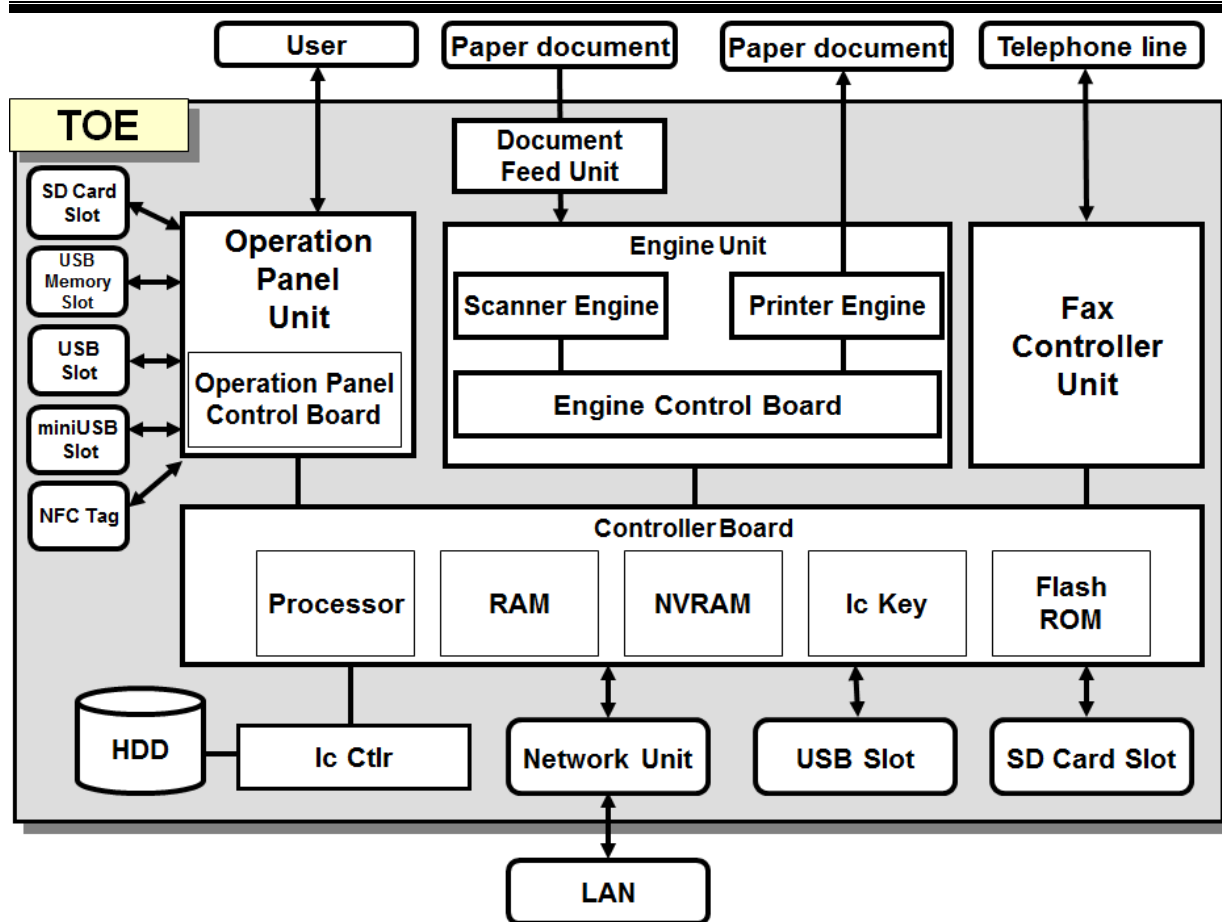 User
Paper document
Paper document
Telephone line
TOE
Document
Feed Unit
SD Card
Slot
USB
Memory
Slot
USB
Slot
miniUSB
Slot
NFC Tag
Operation
Panel
Unit
Operation Panel
Control Board
Engine Unit
Scanner Engine
Printer Engine
Engine Control Board
Fax
Controller
Unit
Controller Board
Processor
RAM
NVRAM
Ic Key
Flash
ROM
HDD
Ic Ctlr
Network Unit
USB Slot
SD Card Slot
LAN